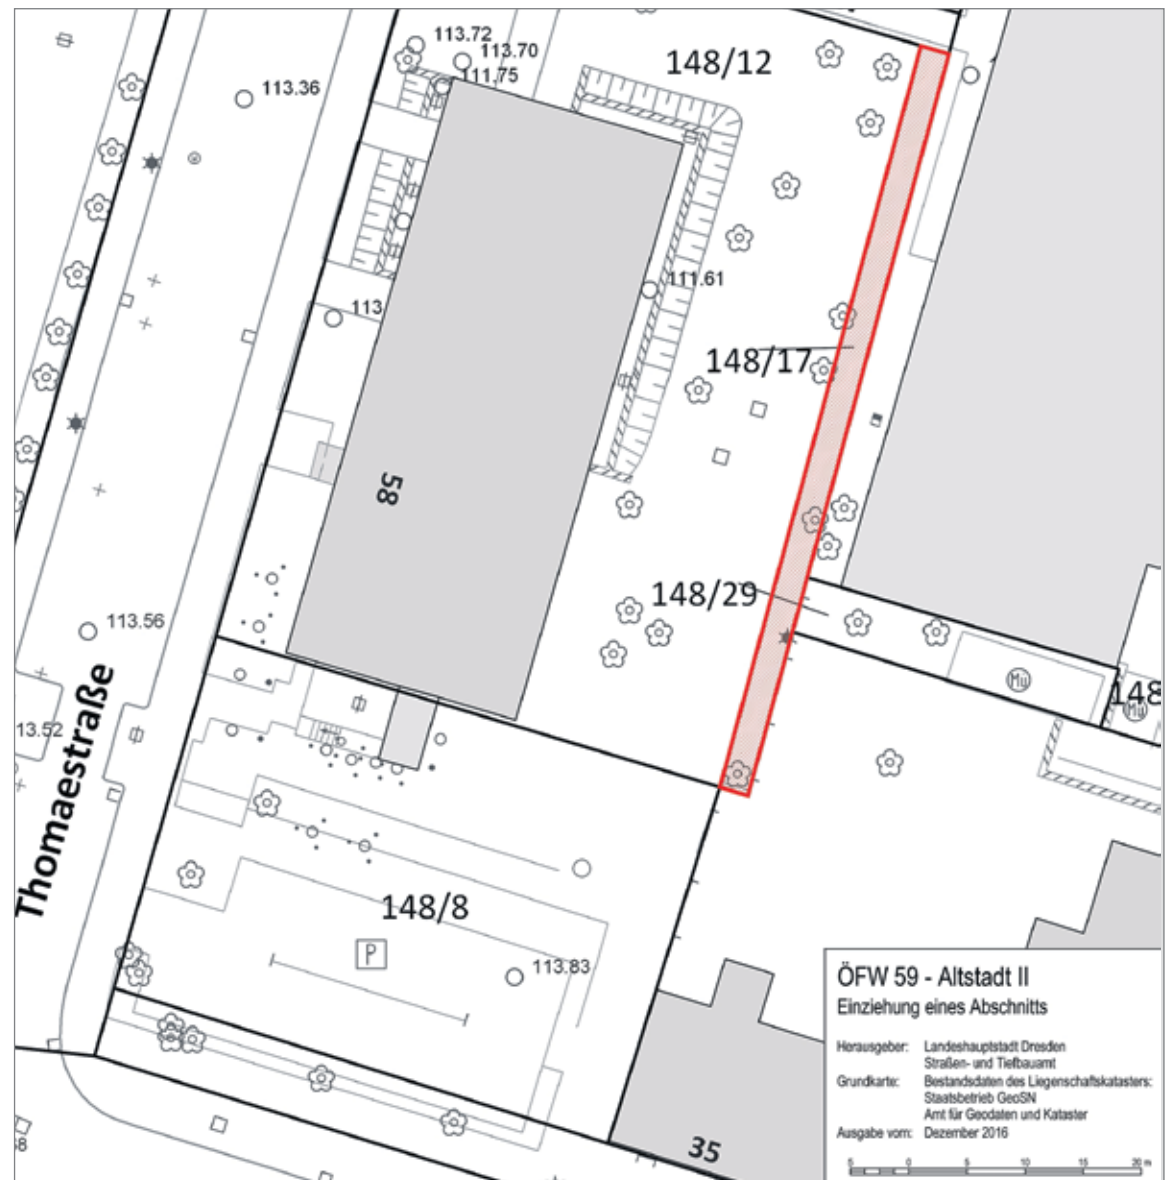 113.72
113.70
111.75
148/12
113.36
111.61
113
148/17
58
148/29
113.56
Mü
148
Mü
13.52
Thomaestraße
148/8
P
113.83
35
ÖFW 59 - Altstadt II
Einziehung eines Abschnitts
Herausgeber: Landeshauptstadt Dresden
Straßen- und Tiefbauamt
Grundkarte: Bestandsdaten des Liegenschaftskatasters:
Staatsbetrieb GeoSN
Amt für Geodaten und Kataster
Ausgabe vom: Dezember 2016
5 0 5 10 15 20 m